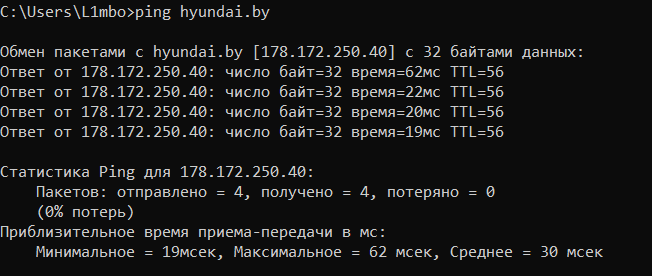 C:\Users\L1mbo>ping hyundai.by
Обмен пакетами с hyundai.by [178.172.250.40] с 32 байтами данных:
Ответ от 178.172.250.40: число байт=32 время=62мс TTL=56
Ответ от 178.172.250.40: число байт=32 время=22мс TTL=56
Ответ от 178.172.250.40: число байт=32 время=20мс TTL=56
Ответ от 178.172.250.40: число байт=32 время=19мс TTL=56
Статистика Ping для 178.172.250.40:
    Пакетов: отправлено = 4, получено = 4, потеряно = 0
    (0% потерь)
Приблизительное время приема-передачи в мс:
    Минимальное = 19мсек, Максимальное = 62 мсек, Среднее = 30 мсек